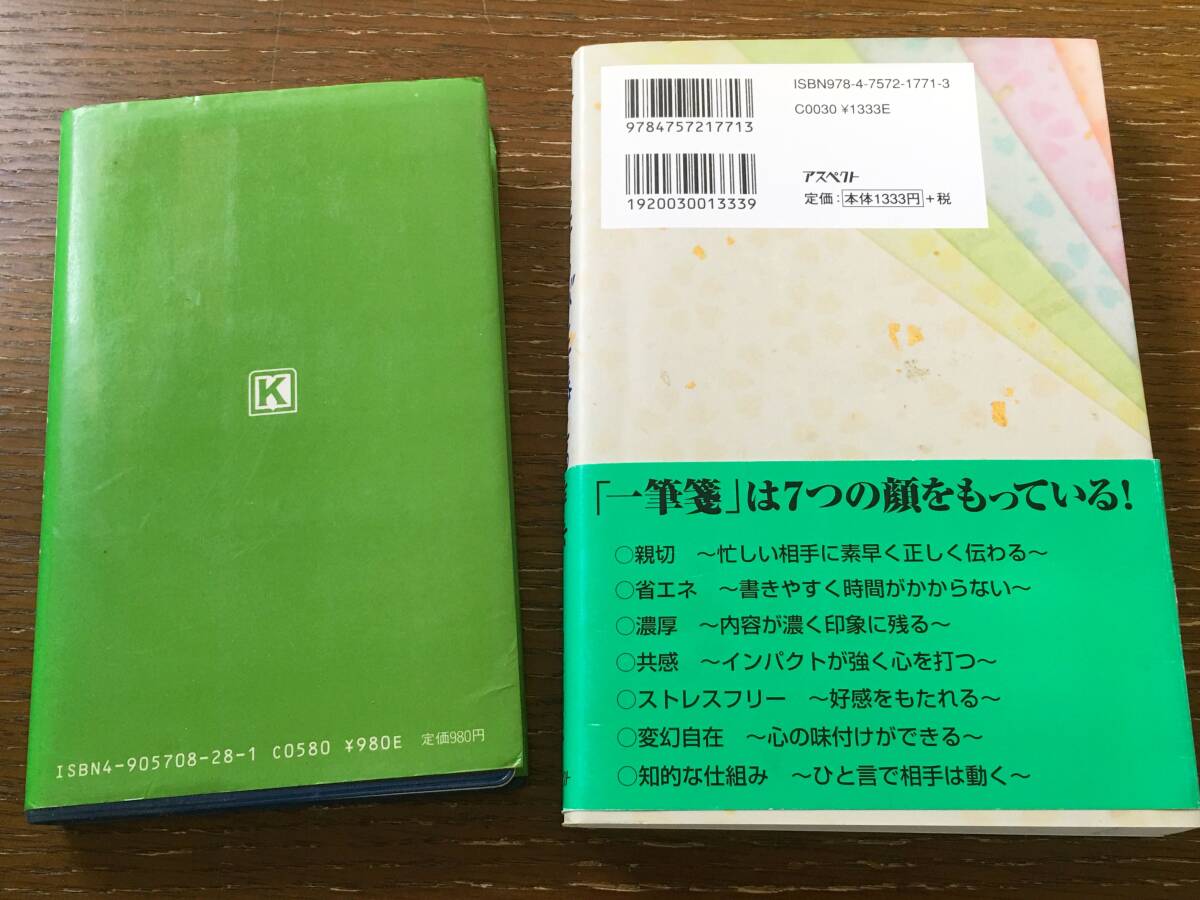 K
ISBN4-905708-28-1 C0580 ¥980E 定価980円
ISBN978-4-7572-1771-3
C0030 ¥1333E
9784757217713
アスペクト
定価:本体1333円+税
1920030013339
「一筆箋」は7つの顔をもっている!
○親切 〜忙しい相手に素早く正しく伝わる〜
○省エネ 〜書きやすく時間がかからない〜
○濃厚 〜内容が濃く印象に残る〜
○共感 〜インパクトが強く心を打つ〜
○ストレスフリー 〜好感をもたれる〜
○変幻自在 〜心の味付けができる〜
○知的な仕組み 〜ひと言で相手は動く〜